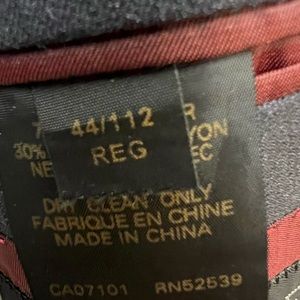 44/112
REG
30%
DRY CLEAN ONLY
FABRIQUE EN CHINE
MADE IN CHINA
CA07101 RN52539